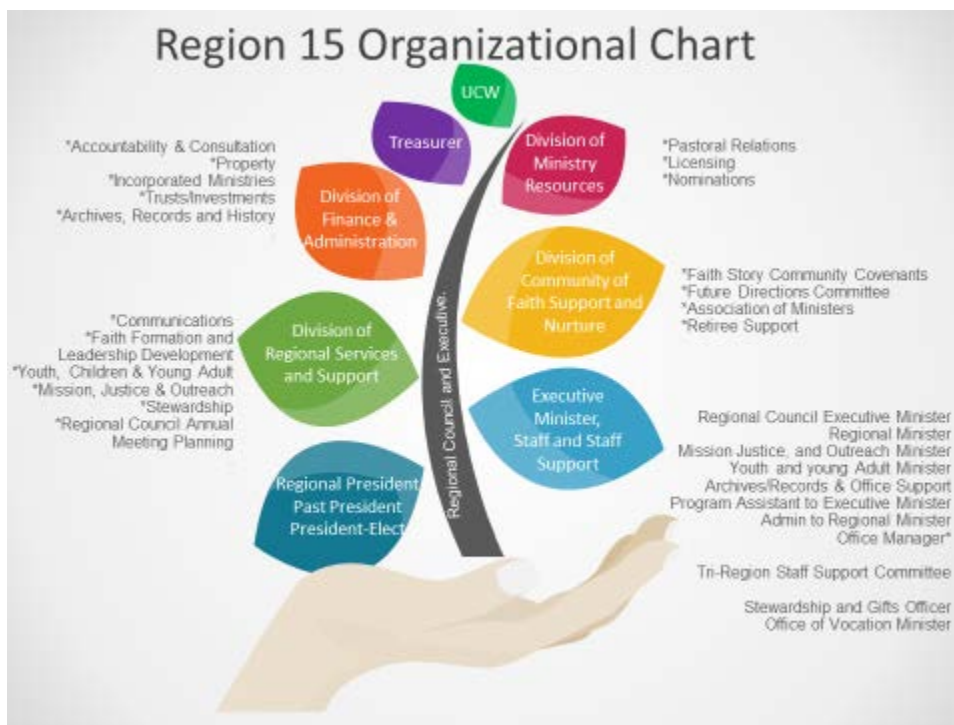 Region 15 Organizational Chart
UCW
Treasurer
Division of
Ministry
Resources
*Pastoral Relations
*Licensing
*Nominations
*Accountability & Consultation
*Property
*Incorporated Ministries
*Trusts/Investments
*Archives, Records and History
Division of
Finance &
Administration
Division of
Community of
Faith Support and
Nurture
*Faith Story Community Covenants
*Future Directions Committee
*Association of Ministers
*Retiree Support
*Communications
*Faith Formation and
Leadership Development
*Youth, Children & Young Adult
*Mission, Justice & Outreach
*Stewardship
*Regional Council Annual
Meeting Planning
Division of
Regional Services
and Support
Regional Council and Executive.
Executive
Minister,
Staff and Staff
Support
Regional Council Executive Minister
Regional Minister
Mission Justice, and Outreach Minister
Youth and young Adult Minister
Archives/Records & Office Support
Program Assistant to Executive Minister
Admin to Regional Minister
Office Manager*
Tri-Region Staff Support Committee
Stewardship and Gifts Officer
Office of Vocation Minister
Regional President
Past President
President-Elect